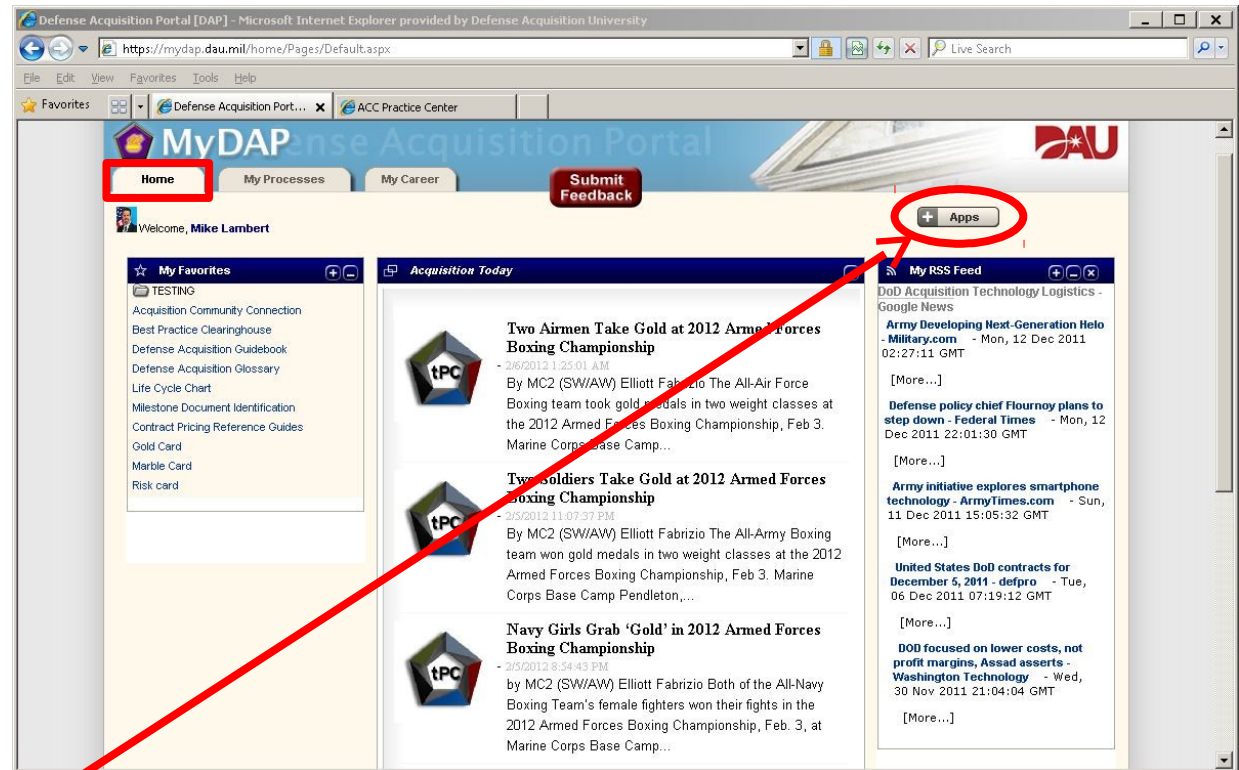 Defense Acquisition Portal [DAP] - Microsoft Internet Explorer provided by Defense Acquisition University
https://mydap.dau.mil/home/Pages/Default.aspx
Live Search
File Edit View Favorites Tools Help
Favorites
Defense Acquisition Port...
ACC Practice Center
MyDAP
Defense Acquisition Portal
DAU
Home
My Processes
My Career
Submit
Feedback
Welcome, Mike Lambert
+ Apps
My Favorites
TESTING
Acquisition Community Connection
Best Practice Clearinghouse
Defense Acquisition Guidebook
Defense Acquisition Glossary
Life Cycle Chart
Milestone Document Identification
Contract Pricing Reference Guides
Gold Card
Marble Card
Risk card
Acquisition Today
tPC
Two Airmen Take Gold at 2012 Armed Forces
Boxing Championship
- 2/6/2012 1:25:01 AM
By MC2 (SW/AW) Elliott Fabrizio The All-Air Force
Boxing team took gold medals in two weight classes at
the 2012 Armed Forces Boxing Championship, Feb 3.
Marine Corps Base Camp...
tPC
Two Soldiers Take Gold at 2012 Armed Forces
Boxing Championship
- 2/5/2012 11:07:37 PM
By MC2 (SW/AW) Elliott Fabrizio The All-Army Boxing
team won gold medals in two weight classes at the 2012
Armed Forces Boxing Championship, Feb 3. Marine
Corps Base Camp Pendleton,...
tPC
Navy Girls Grab ‘Gold’ in 2012 Armed Forces
Boxing Championship
- 2/5/2012 8:54:43 PM
by MC2 (SW/AW) Elliott Fabrizio Both of the All-Navy
Boxing Team's female fighters won their fights in the
2012 Armed Forces Boxing Championship, Feb. 3, at
Marine Corps Base Camp...
My RSS Feed
DoD Acquisition Technology Logistics -
Google News
Army Developing Next-Generation Helo
- Military.com - Mon, 12 Dec 2011
02:27:11 GMT
[More...]
Defense policy chief Flournoy plans to
step down - Federal Times - Mon, 12
Dec 2011 22:01:30 GMT
[More...]
Army initiative explores smartphone
technology - ArmyTimes.com - Sun,
11 Dec 2011 15:05:32 GMT
[More...]
United States DoD contracts for
December 5, 2011 - defpro - Tue,
06 Dec 2011 07:19:12 GMT
[More...]
DOD focused on lower costs, not
profit margins, Assad asserts -
Washington Technology - Wed,
30 Nov 2011 21:04:04 GMT
[More...]